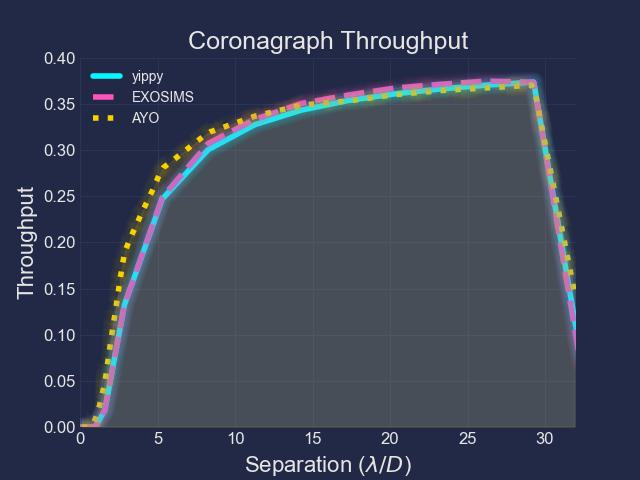 Coronagraph Throughput
0.40
0.35
0.30
0.25
0.20
0.15
0.10
0.05
0.00
Throughput
yippy
EXOSIMS
AYO
0 5 10 15 20 25 30
Separation (λ/D)